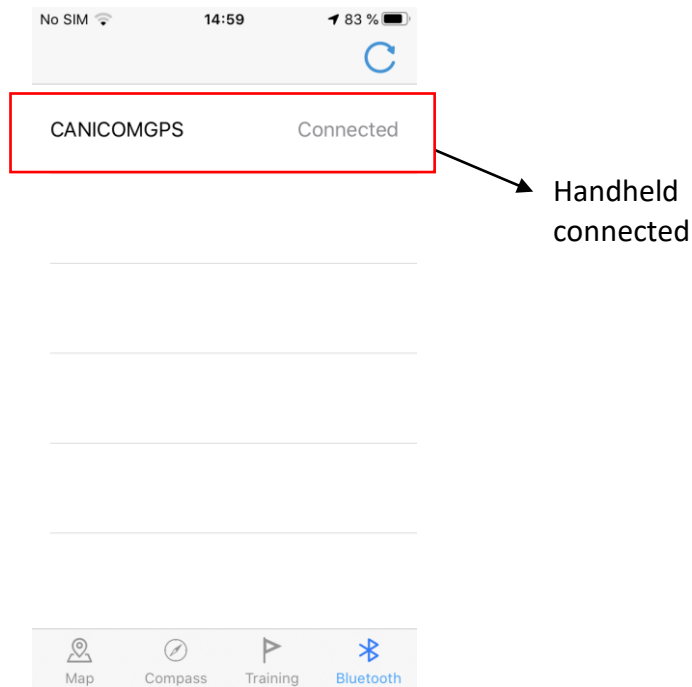 No SIM 14:59 83 %
CANICOMGPS Connected
Handheld
connected
Map Compass Training Bluetooth